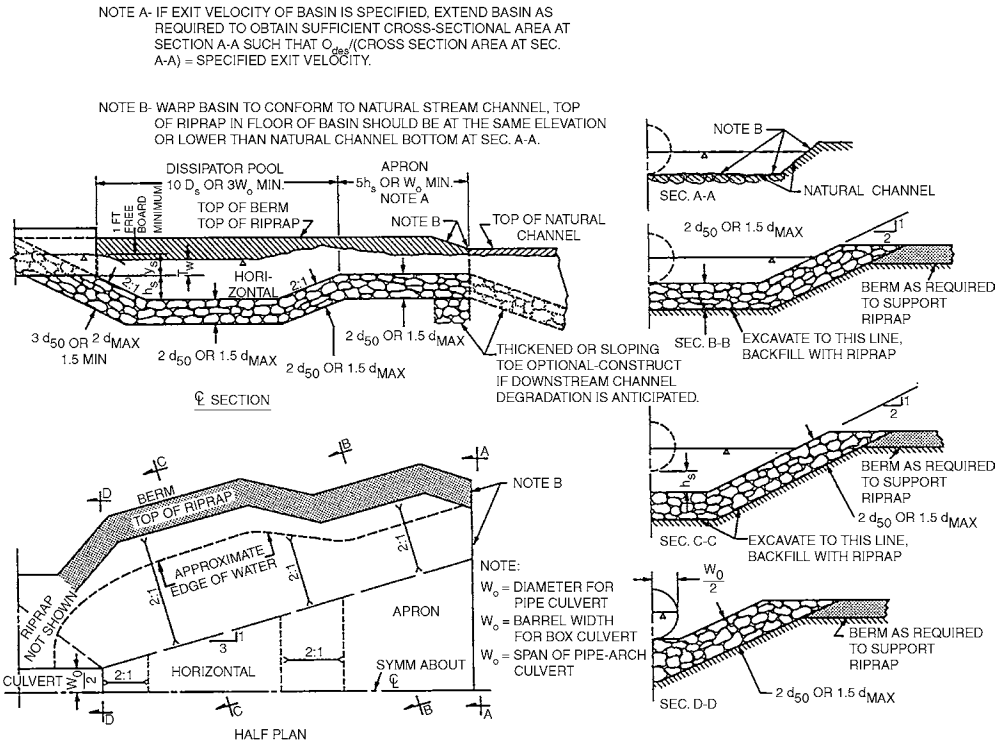 NOTE A- IF EXIT VELOCITY OF BASIN IS SPECIFIED, EXTEND BASIN AS
REQUIRED TO OBTAIN SUFFICIENT CROSS-SECTIONAL AREA AT
SECTION A-A SUCH THAT Odes/(CROSS SECTION AREA AT SEC.
A-A) = SPECIFIED EXIT VELOCITY.
NOTE B- WARP BASIN TO CONFORM TO NATURAL STREAM CHANNEL, TOP
OF RIPRAP IN FLOOR OF BASIN SHOULD BE AT THE SAME ELEVATION
OR LOWER THAN NATURAL CHANNEL BOTTOM AT SEC. A-A.
DISSIPATOR POOL
10 Ds OR 3Wo MIN.
APRON
5hs OR Wo MIN.
NOTE A
1 FT
FREE
BOARD
MINIMUM
TOP OF BERM
TOP OF RIPRAP
NOTE B
TOP OF NATURAL
CHANNEL
hs
ys
Tw
2:1
HORI-
ZONTAL
2:1
3 d50 OR 2 dMAX
1.5 MIN
2 d50 OR 1.5 dMAX
2 d50 OR 1.5 dMAX
2 d50 OR 1.5 dMAX
THICKENED OR SLOPING
TOE OPTIONAL-CONSTRUCT
IF DOWNSTREAM CHANNEL
DEGRADATION IS ANTICIPATED.
℄ SECTION
NOTE B
NATURAL CHANNEL
SEC. A-A
2 d50 OR 1.5 dMAX
1
2
BERM AS REQUIRED
TO SUPPORT
RIPRAP
SEC. B-B
EXCAVATE TO THIS LINE,
BACKFILL WITH RIPRAP
1
2
hs
BERM AS REQUIRED
TO SUPPORT
RIPRAP
2 d50 OR 1.5 dMAX
SEC. C-C
EXCAVATE TO THIS LINE,
BACKFILL WITH RIPRAP
Wo
2
BERM AS REQUIRED
TO SUPPORT
RIPRAP
2 d50 OR 1.5 dMAX
SEC. D-D
D
C
B
A
BERM
TOP OF RIPRAP
NOTE B
APPROXIMATE
EDGE OF WATER
2:1
2:1
2:1
RIPRAP
NOT SHOWN
1
3
APRON
CULVERT
Wo
2
2:1
HORIZONTAL
2:1
SYMM ABOUT
℄
D
C
B
A
HALF PLAN
NOTE:
Wo = DIAMETER FOR
PIPE CULVERT
Wo = BARREL WIDTH
FOR BOX CULVERT
Wo = SPAN OF PIPE-ARCH
CULVERT